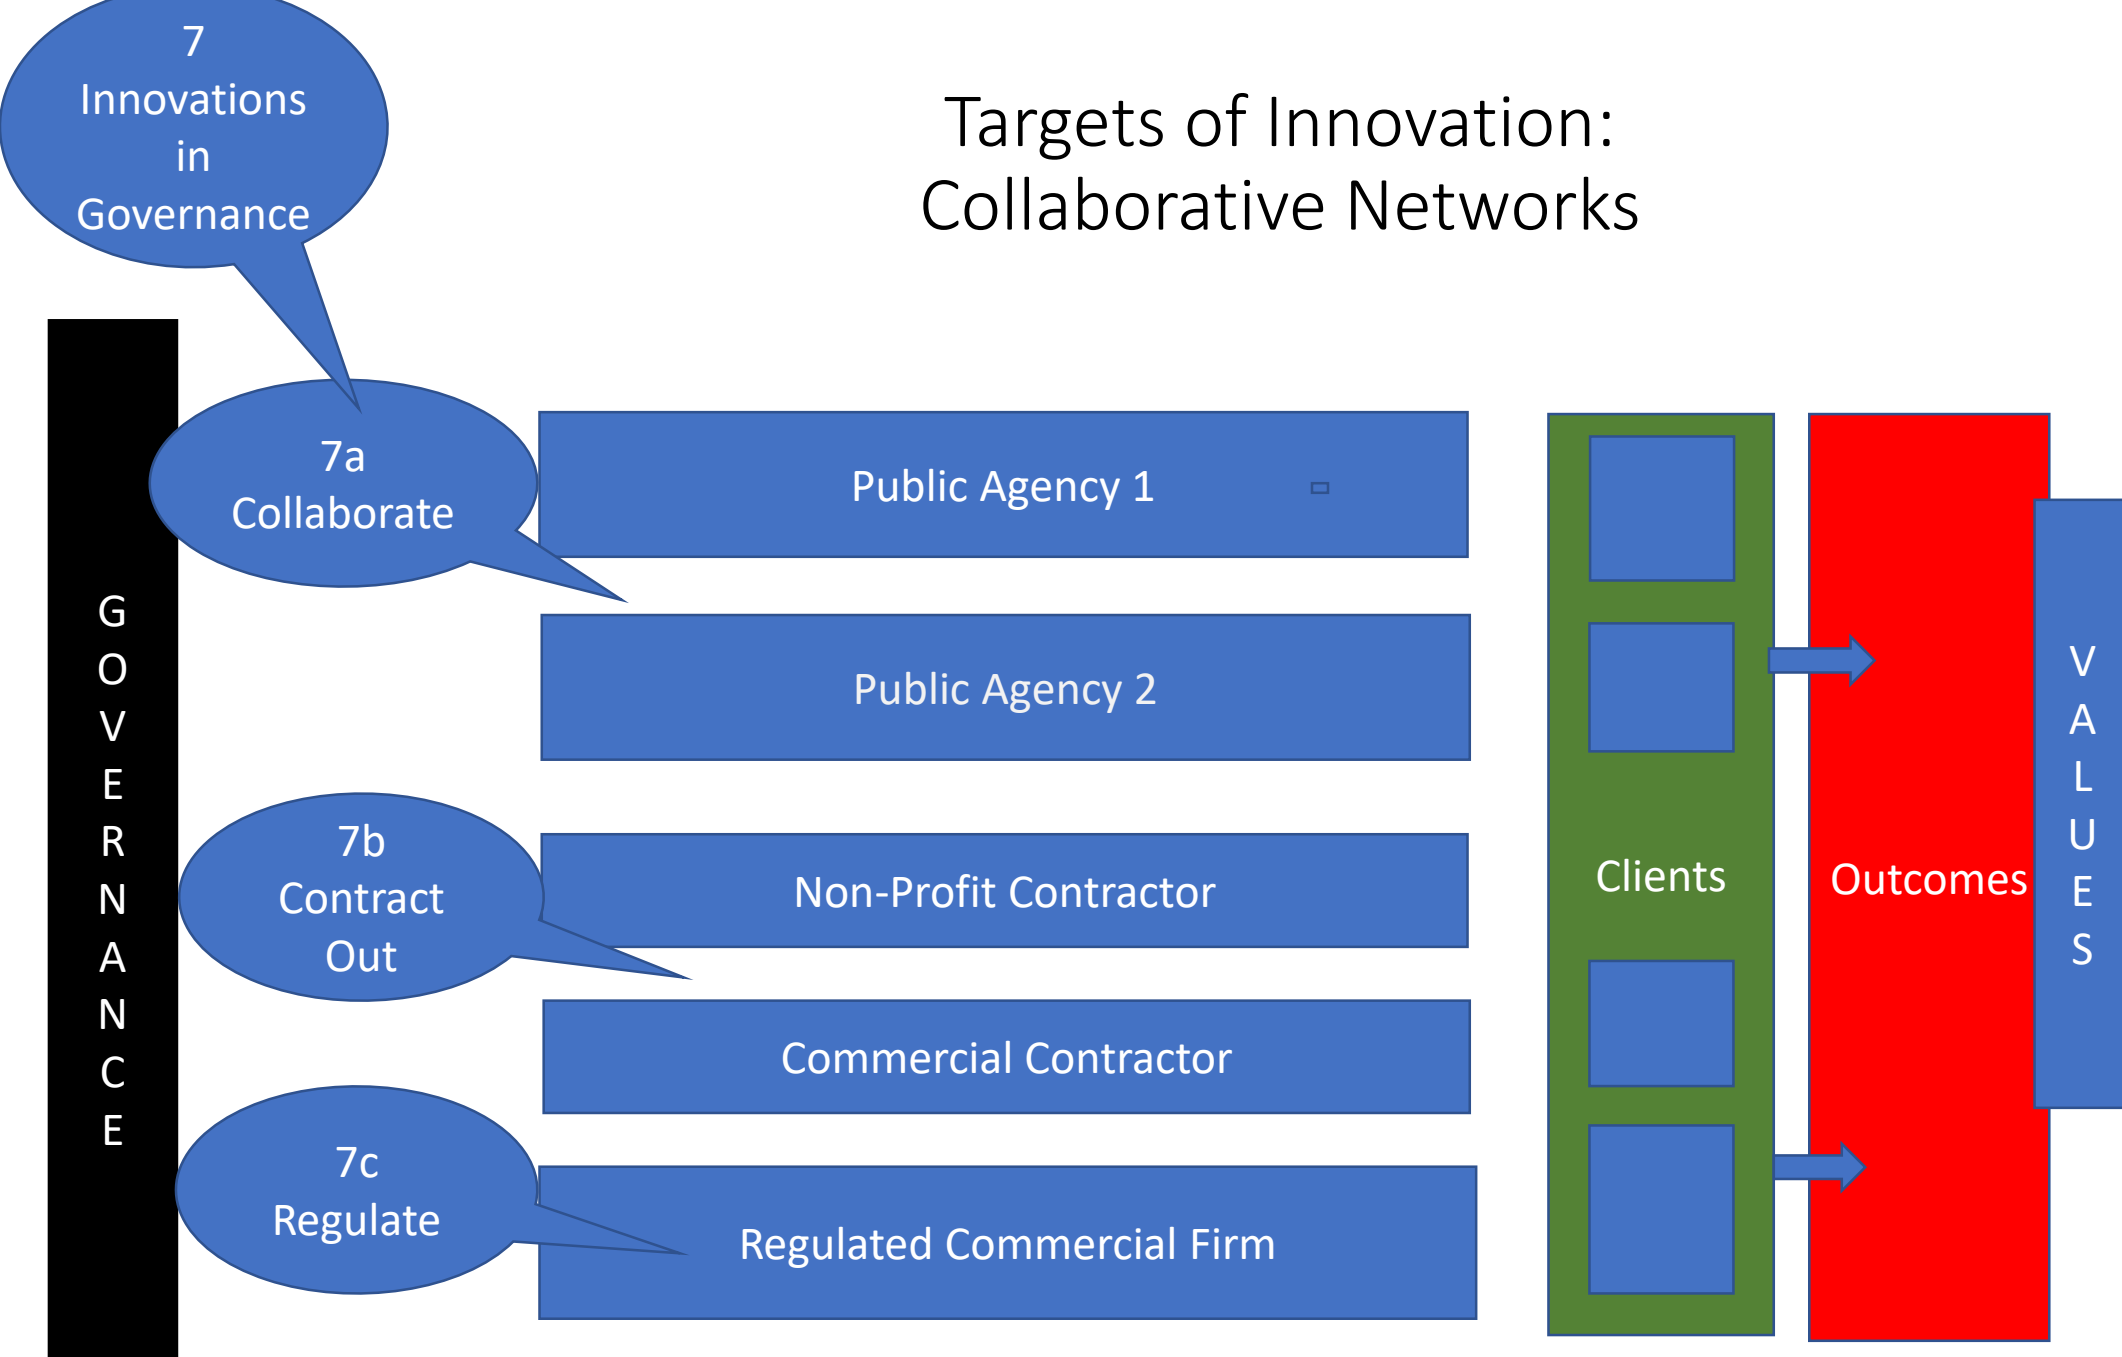 7
Innovations
in
Governance
Targets of Innovation:
Collaborative Networks
G
O
V
E
R
N
A
N
C
E
7a
Collaborate
Public Agency 1
Public Agency 2
7b
Contract
Out
Non-Profit Contractor
Commercial Contractor
7c
Regulate
Regulated Commercial Firm
Clients
Outcomes
V
A
L
U
E
S